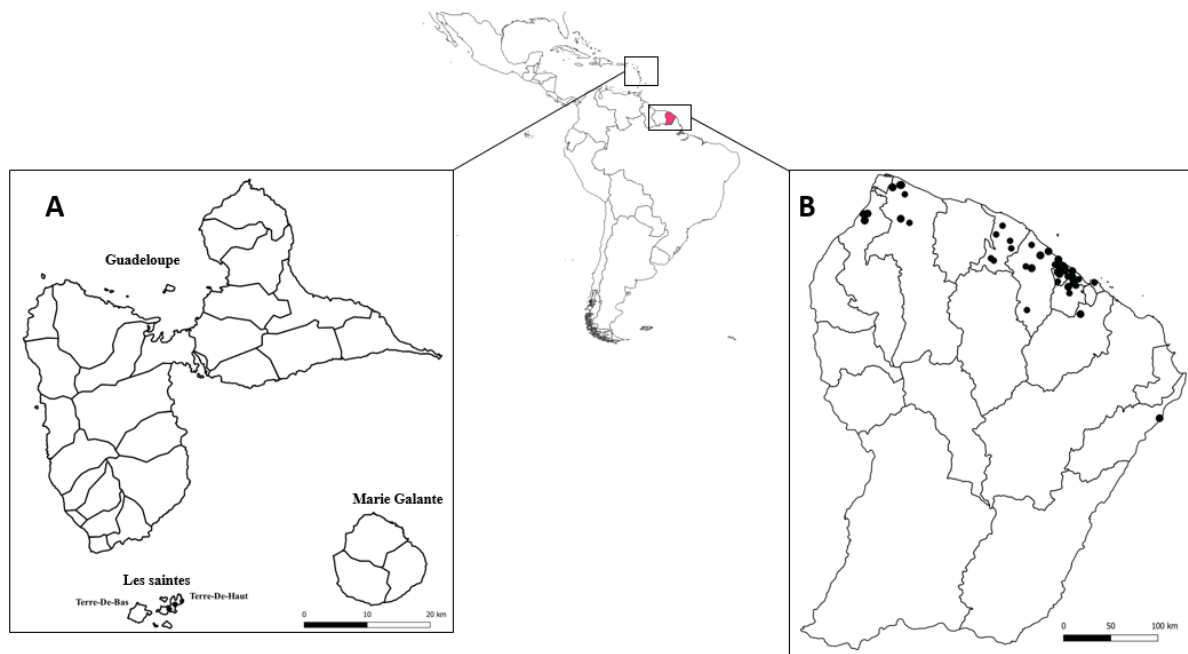 A
Guadeloupe
Marie Galante
Les saintes
Terre-De-Bas
Terre-De-Haut
0 10 20 km
B
0 50 100 km